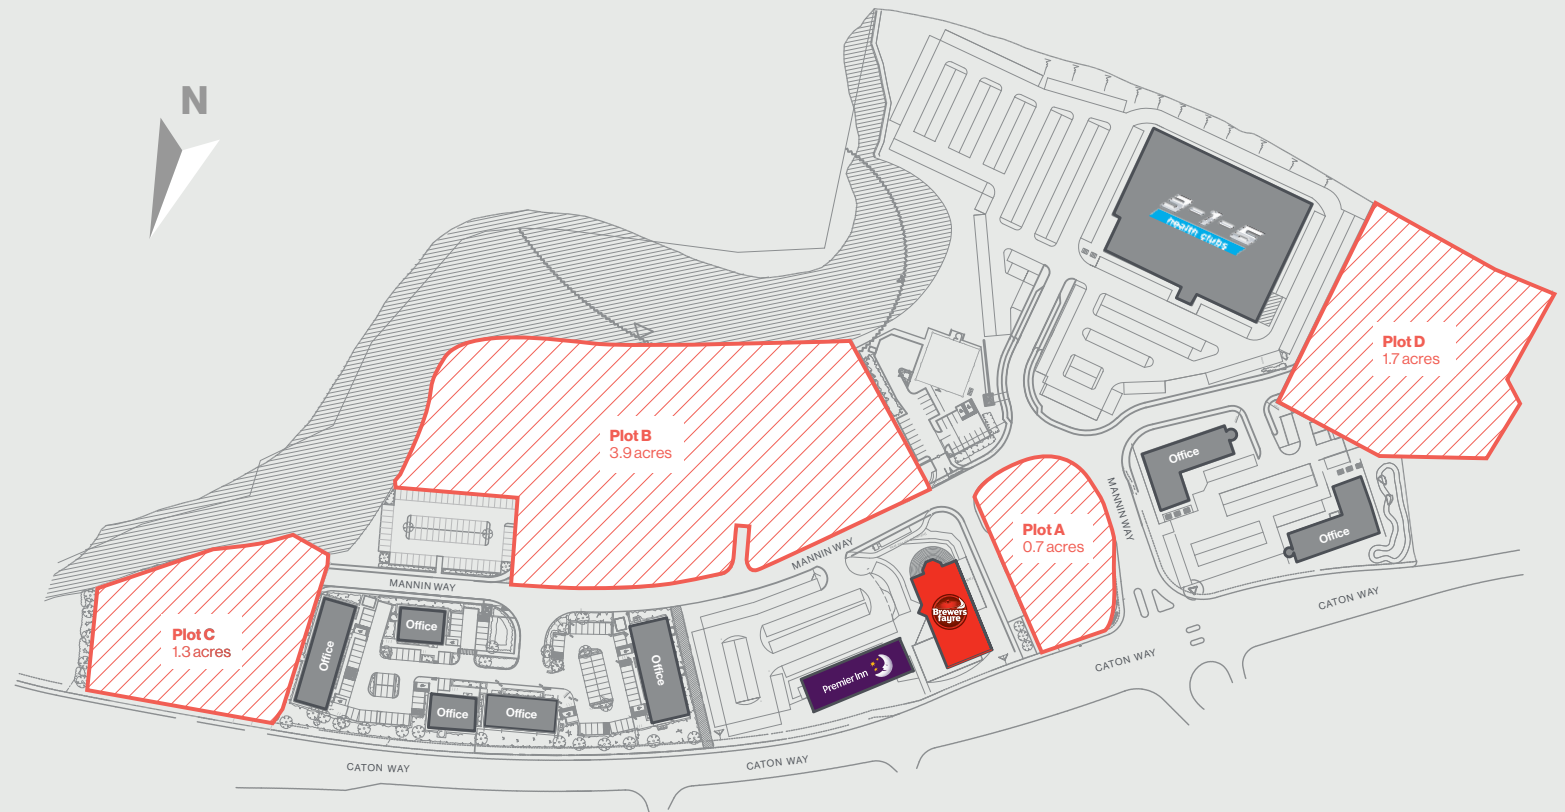 N
3-1-5
health clubs
Plot D
1.7 acres
Plot B
3.9 acres
Office
MANNIN WAY
Plot A
0.7 acres
Office
MANNIN WAY
MANNIN WAY
Brewers
Fayre
CATON WAY
Plot C
1.3 acres
Office
Office
Office
Premier Inn
CATON WAY
Office
Office
CATON WAY
CATON WAY